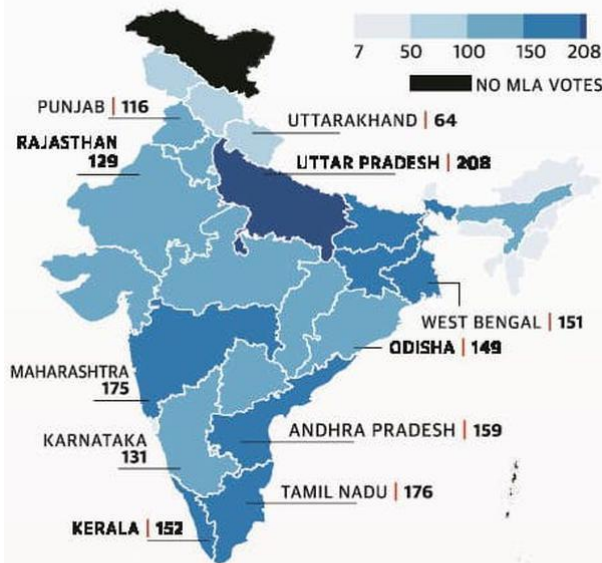 7 50 100 150 208
NO MLA VOTES
PUNJAB | 116
UTTARAKHAND | 64
RAJASTHAN
129
UTTAR PRADESH | 208
WEST BENGAL | 151
ODISHA | 149
MAHARASHTRA
175
ANDHRA PRADESH | 159
KARNATAKA
131
TAMIL NADU | 176
KERALA | 152